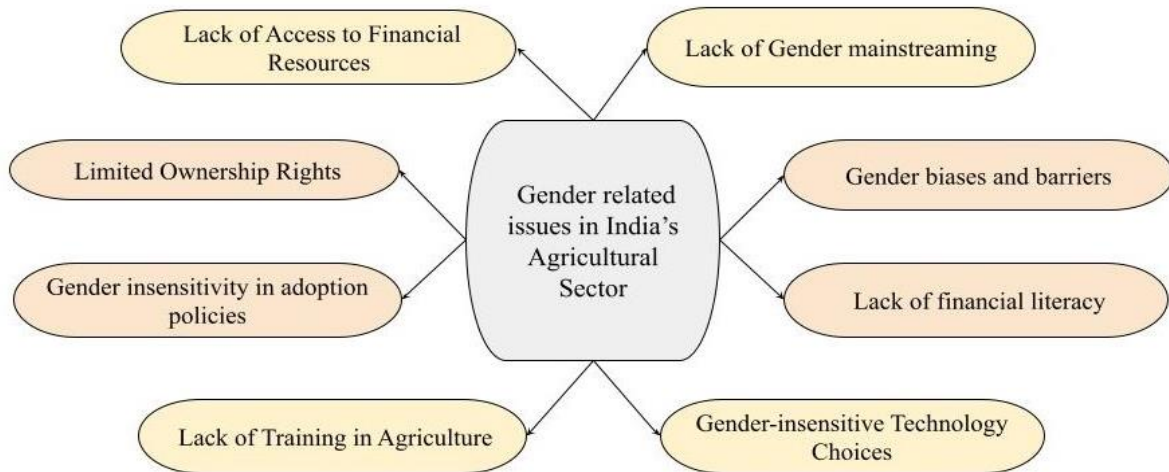 Lack of Access to Financial
Resources
Lack of Gender mainstreaming
Limited Ownership Rights
Gender biases and barriers
Gender related
issues in India's
Agricultural
Sector
Gender insensitivity in adoption
policies
Lack of financial literacy
Lack of Training in Agriculture
Gender-insensitive Technology
Choices